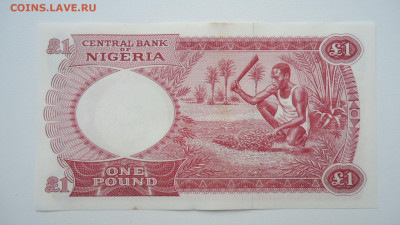 COINS.LAVE.RU
£1
CENTRAL BANK
OF
NIGERIA
£1
£1
ONE
POUND
£1